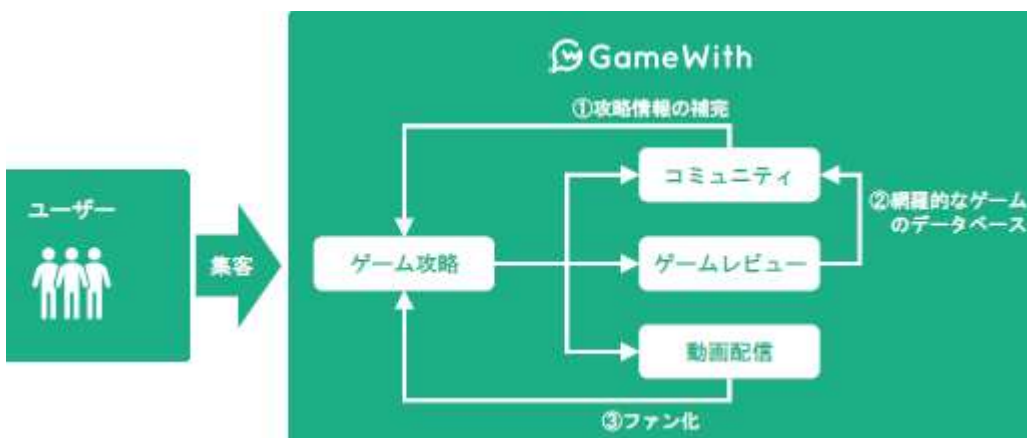 GameWith
①攻略情報の補完
コミュニティ
ユーザー
②網羅的なゲーム
のデータベース
集客
ゲーム攻略
ゲームレビュー
動画配信
③ファン化